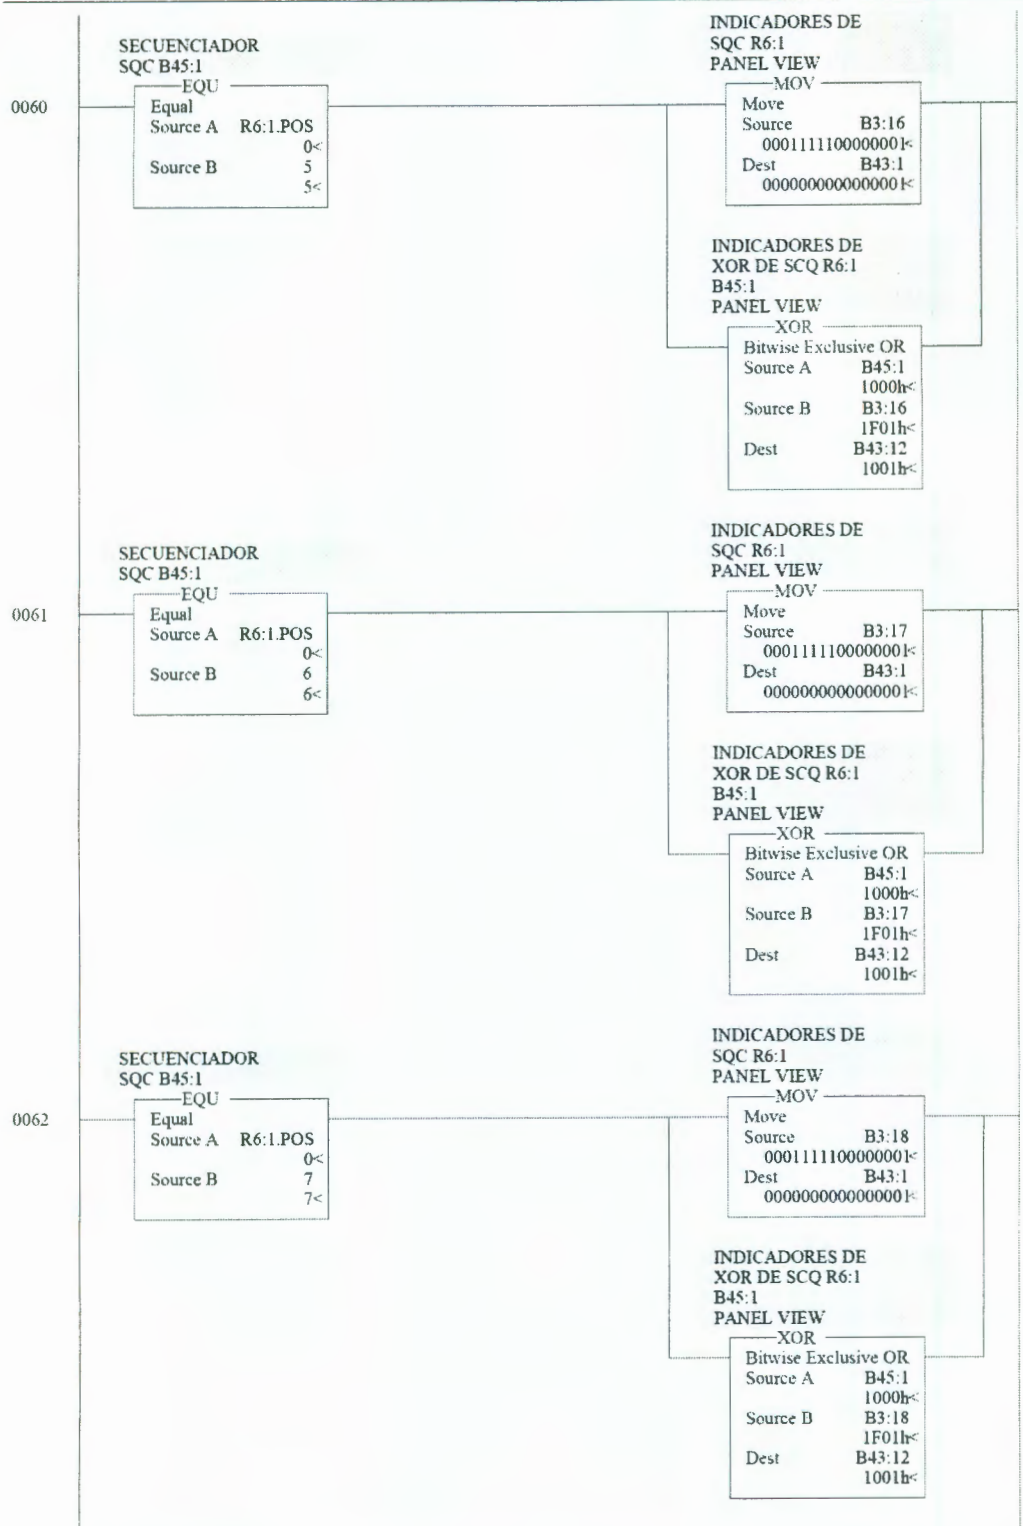 INDICADORES DE
SQC R6:1
PANEL VIEW
SECUENCIADOR
SQC B45:1
0060
EQU
Equal
Source A R6:1.POS
0<
Source B 5
5<
MOV
Move
Source B3:16
0001111100000001<
Dest B43:1
0000000000000001<
INDICADORES DE
XOR DE SCQ R6:1
B45:1
PANEL VIEW
XOR
Bitwise Exclusive OR
Source A B45:1
1000h<
Source B B3:16
1F01h<
Dest B43:12
1001h<
INDICADORES DE
SQC R6:1
PANEL VIEW
SECUENCIADOR
SQC B45:1
0061
EQU
Equal
Source A R6:1.POS
0<
Source B 6
6<
MOV
Move
Source B3:17
0001111100000001<
Dest B43:1
0000000000000001<
INDICADORES DE
XOR DE SCQ R6:1
B45:1
PANEL VIEW
XOR
Bitwise Exclusive OR
Source A B45:1
1000h<
Source B B3:17
1F01h<
Dest B43:12
1001h<
INDICADORES DE
SQC R6:1
PANEL VIEW
SECUENCIADOR
SQC B45:1
0062
EQU
Equal
Source A R6:1.POS
0<
Source B 7
7<
MOV
Move
Source B3:18
0001111100000001<
Dest B43:1
0000000000000001<
INDICADORES DE
XOR DE SCQ R6:1
B45:1
PANEL VIEW
XOR
Bitwise Exclusive OR
Source A B45:1
1000h<
Source B B3:18
1F01h<
Dest B43:12
1001h<